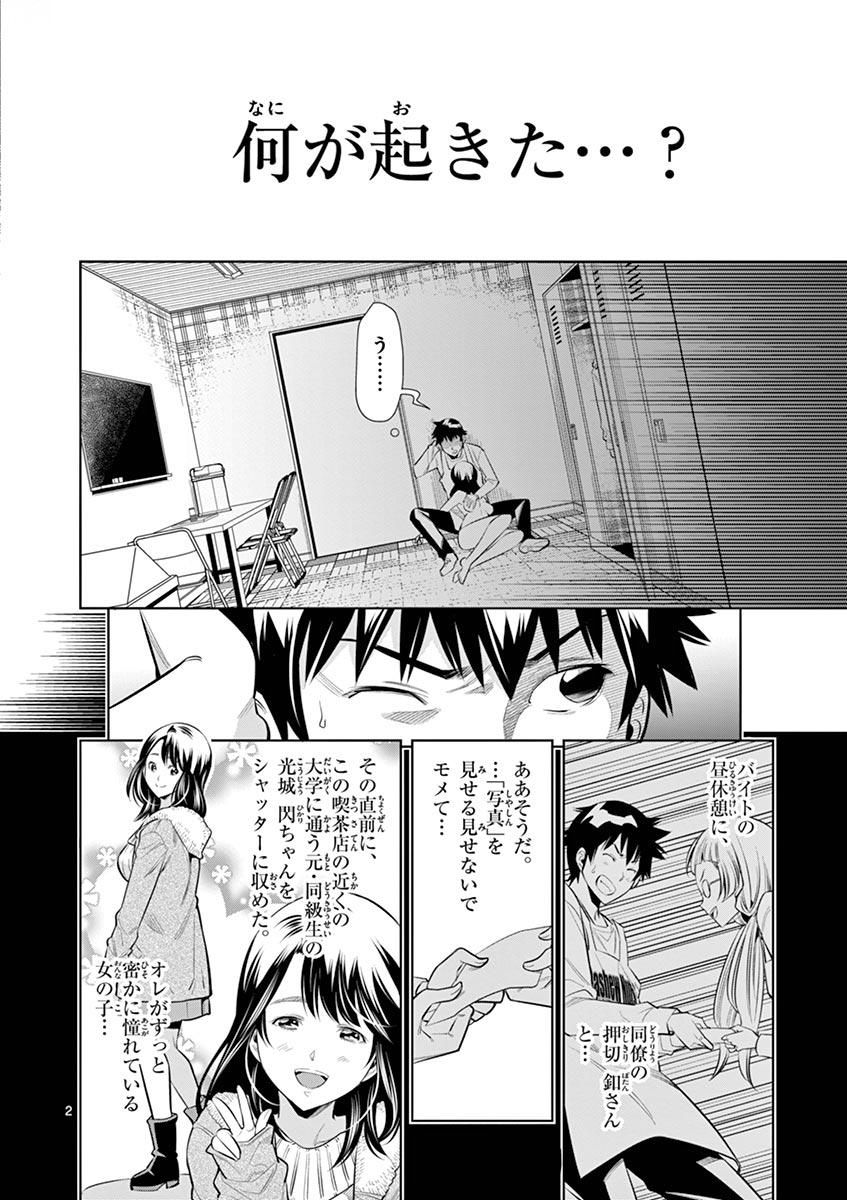 何が起きた…？
う……
バイトの
昼休憩に、
同僚の
押切 釦さん
と…
ああそうだ。
…「写真」を
見せる見せないで
モメて…
その直前に、
この喫茶店の近くの
大学に通う元・同級生の
光城 閃ちゃんを
シャッターに収めた。
オレがずっと
密かに憧れている
女の子…
2